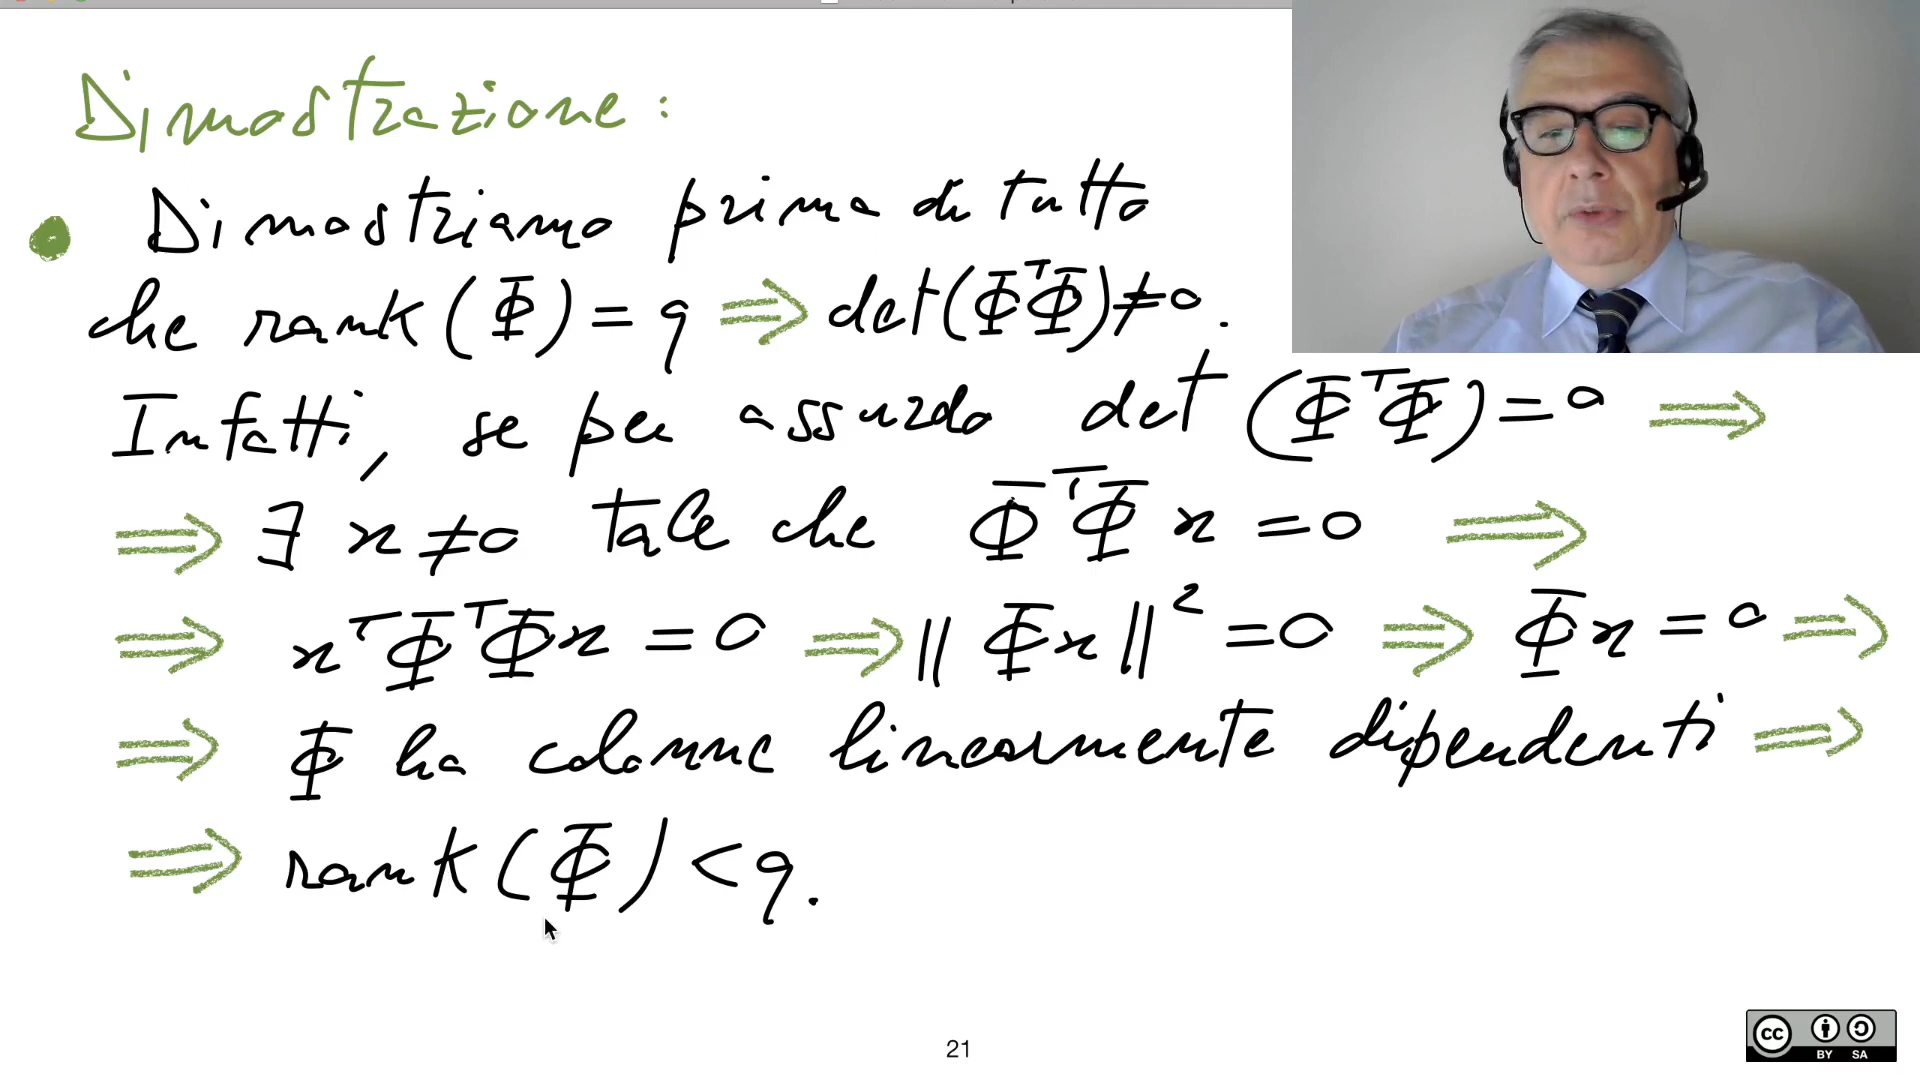 Dimostrazione:
• Dimostriamo prima di tutto
che rank(Φ) = q ⟹ det(ΦᵀΦ) ≠ 0.
Infatti, se per assurdo det (ΦᵀΦ) = 0 ⟹
⟹ ∃ x ≠ 0 tale che ΦᵀΦx = 0 ⟹
⟹ xᵀΦᵀΦx = 0 ⟹ ‖Φx‖² = 0 ⟹ Φx = 0 ⟹
⟹ Φ ha colonne linearmente dipendenti ⟹
⟹ rank(Φ) < q.
21
cc
BY SA